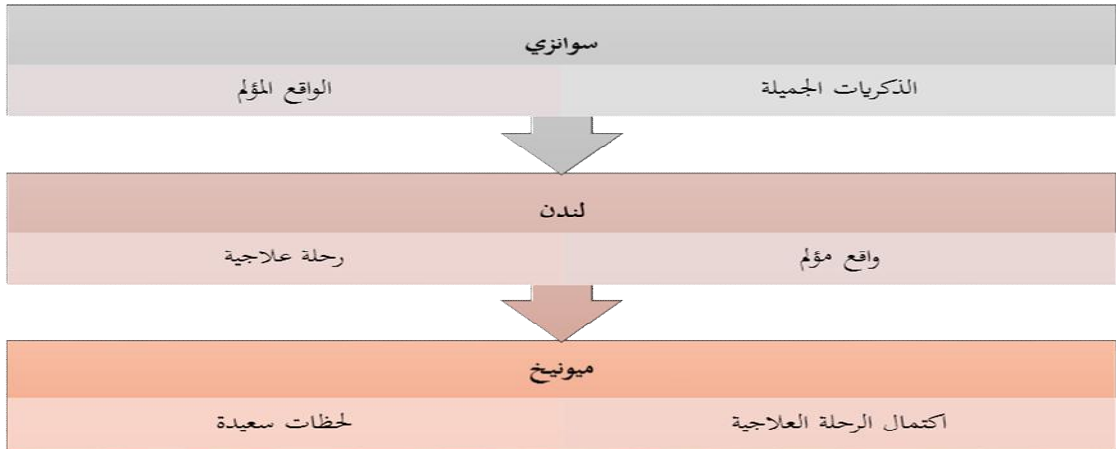 سوانزي
الذكريات الجميلة
الواقع المؤلم
لندن
واقع مؤلم
رحلة علاجية
ميونيخ
اكتمال الرحلة العلاجية
لحظات سعيدة